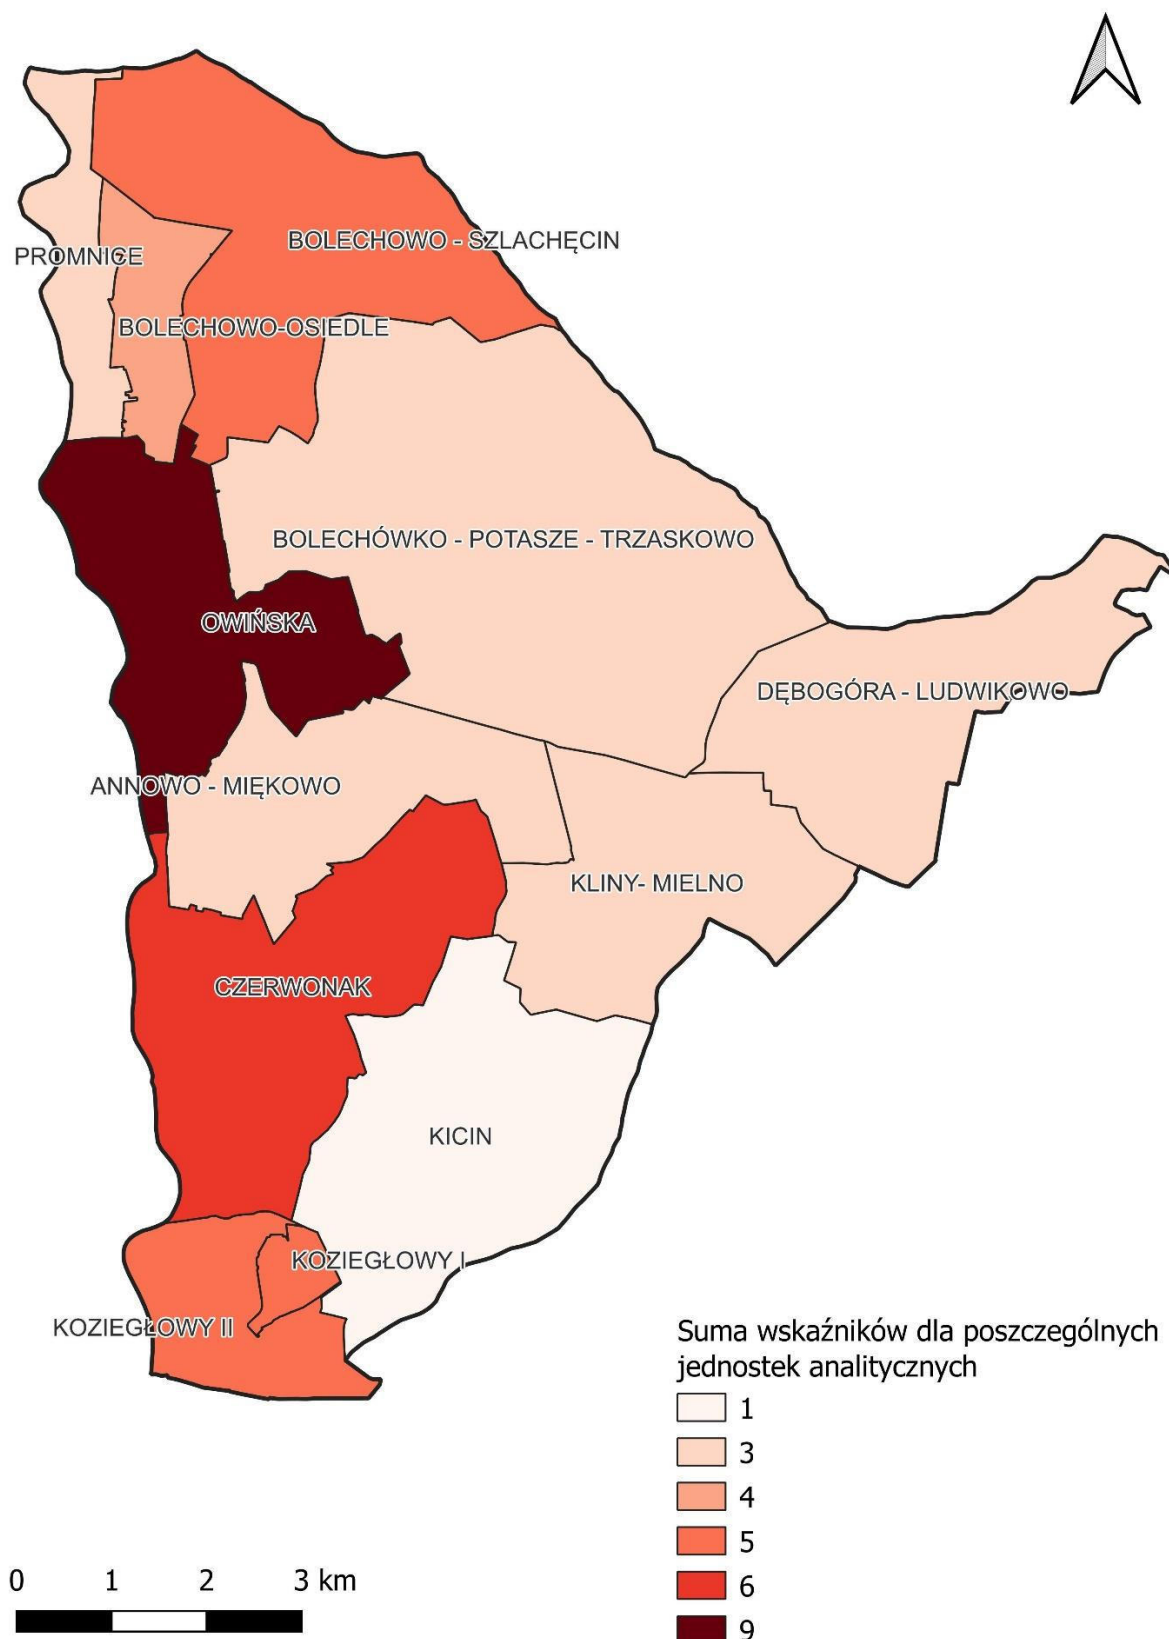 BOLECHOWO - SZLACHĘCIN
PROMNICE
BOLECHOWO-OSIEDLE
BOLECHÓWKO - POTASZE - TRZASKOWO
OWIŃSKA
DĘBOGÓRA - LUDWIKOWO
ANNOWO - MIĘKOWO
KLINY- MIELNO
CZERWONAK
KICIN
KOZIEGŁOWY I
KOZIEGŁOWY II
Suma wskaźników dla poszczególnych
jednostek analitycznych
1
3
4
5
6
9
0 1 2 3 km